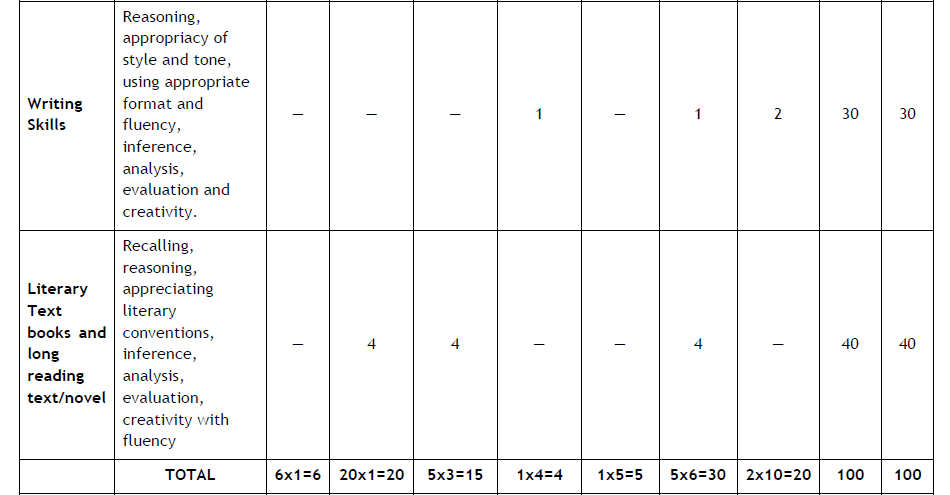 Reasoning,
appropriacy of
style and tone,
using appropriate
format and
fluency,
inference,
analysis,
evaluation and
creativity.
Writing
Skills
— — — 1 — 1 2 30 30
Recalling,
reasoning,
appreciating
literary
conventions,
inference,
analysis,
evaluation,
creativity with
fluency
Literary
Text
books and
long
reading
text/novel
— 4 4 — — 4 — 40 40
TOTAL 6x1=6 20x1=20 5x3=15 1x4=4 1x5=5 5x6=30 2x10=20 100 100